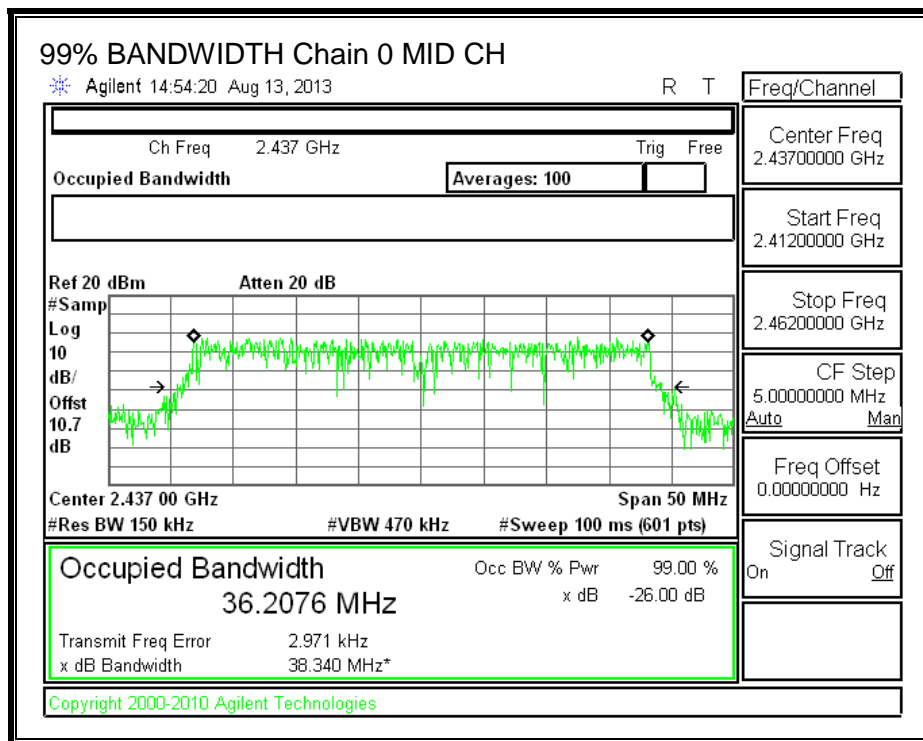 99% BANDWIDTH Chain 0 MID CH
Agilent 14:54:20 Aug 13, 2013 R T
Ch Freq 2.437 GHz Trig Free
Occupied Bandwidth Averages: 100
Ref 20 dBm Atten 20 dB
#Samp
Log
10
dB/
Offst
10.7
dB
Center 2.437 00 GHz Span 50 MHz
#Res BW 150 kHz #VBW 470 kHz #Sweep 100 ms (601 pts)
Occupied Bandwidth Occ BW % Pwr 99.00 %
36.2076 MHz x dB -26.00 dB
Transmit Freq Error 2.971 kHz
x dB Bandwidth 38.340 MHz*
Copyright 2000-2010 Agilent Technologies
Freq/Channel
Center Freq
2.43700000 GHz
Start Freq
2.41200000 GHz
Stop Freq
2.46200000 GHz
CF Step
5.00000000 MHz
Auto Man
Freq Offset
0.00000000 Hz
Signal Track
On Off